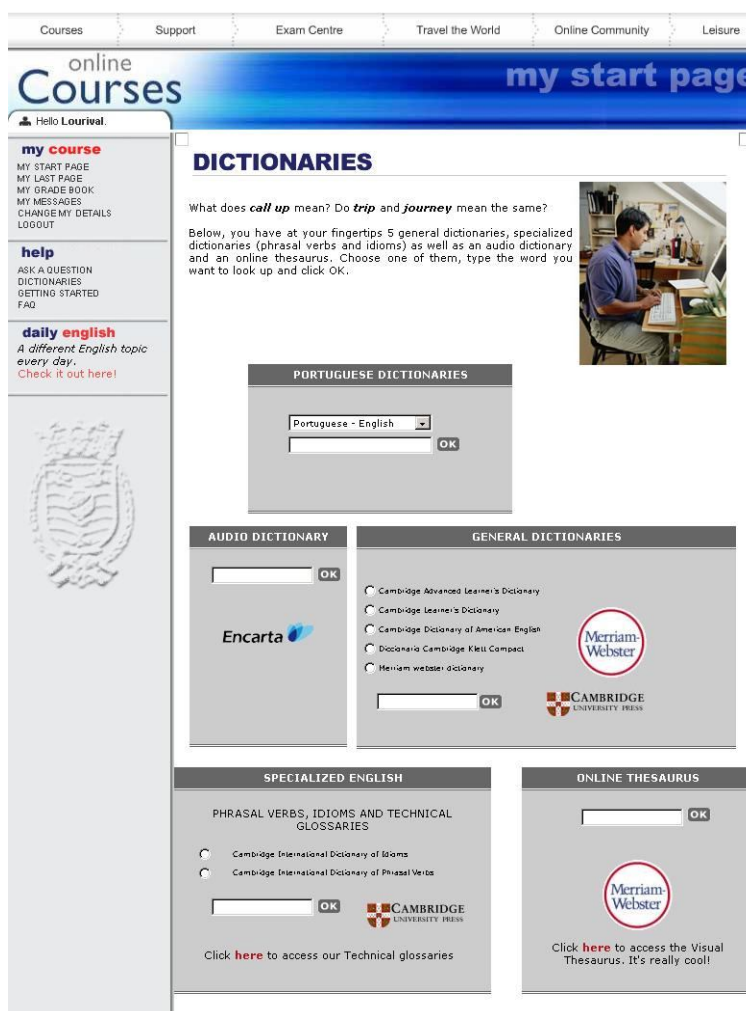 Courses Support Exam Centre Travel the World Online Community Leisure
online
Courses
my start page
Hello Lourival.
my course
MY START PAGE
MY LAST PAGE
MY GRADE BOOK
MY MESSAGES
CHANGE MY DETAILS
LOGOUT
help
ASK A QUESTION
DICTIONARIES
GETTING STARTED
FAQ
daily english
A different English topic
every day.
Check it out here!
DICTIONARIES
What does call up mean? Do trip and journey mean the same?
Below, you have at your fingertips 5 general dictionaries, specialized
dictionaries (phrasal verbs and idioms) as well as an audio dictionary
and an online thesaurus. Choose one of them, type the word you
want to look up and click OK.
PORTUGUESE DICTIONARIES
Portuguese - English
OK
AUDIO DICTIONARY
OK
Encarta
GENERAL DICTIONARIES
Cambridge Advanced Learner's Dictionary
Cambridge Learner's Dictionary
Cambridge Dictionary of American English
Diccionario Cambridge Klett Compact
Merriam webster dictionary
OK
Merriam-
Webster
CAMBRIDGE
UNIVERSITY PRESS
SPECIALIZED ENGLISH
PHRASAL VERBS, IDIOMS AND TECHNICAL
GLOSSARIES
Cambridge International Dictionary of Idioms
Cambridge International Dictionary of Phrasal Verbs
OK
CAMBRIDGE
UNIVERSITY PRESS
Click here to access our Technical glossaries
ONLINE THESAURUS
OK
Merriam-
Webster
Click here to access the Visual
Thesaurus. It's really cool!